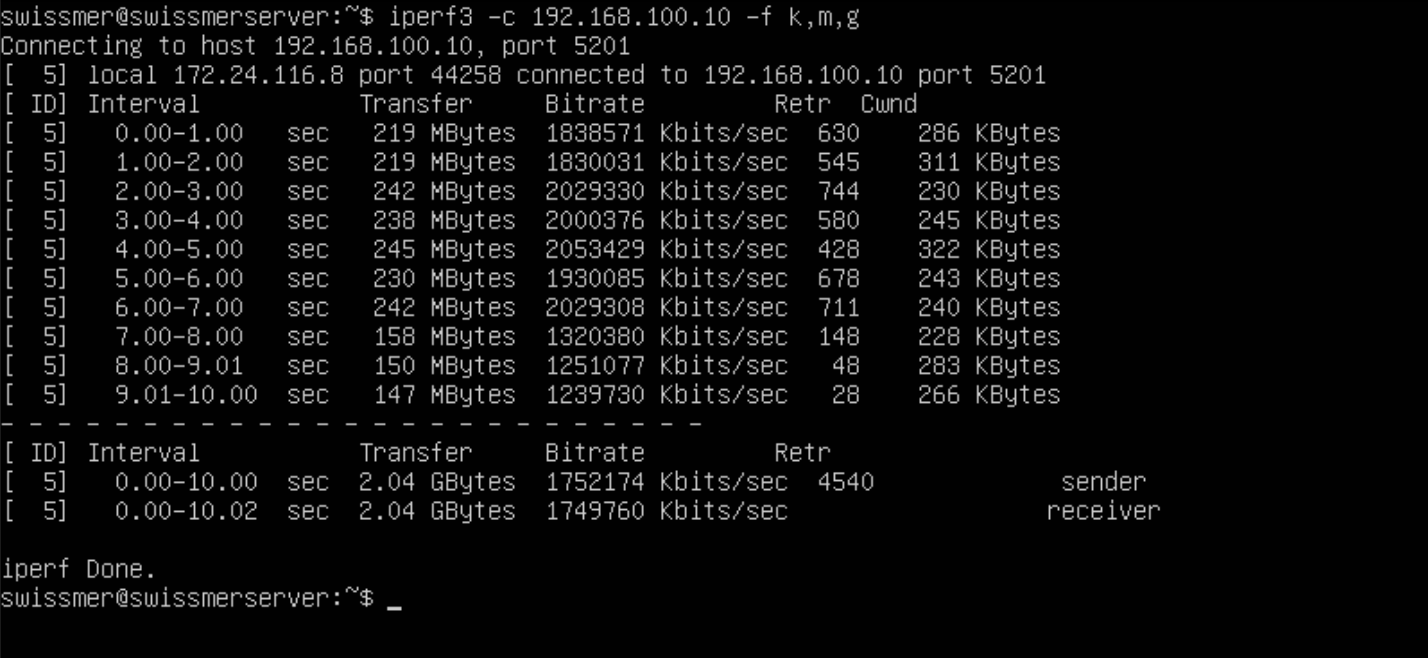 swissmer@swissmerserver:~$ iperf3 -c 192.168.100.10 -f k,m,g
Connecting to host 192.168.100.10, port 5201
[  5] local 172.24.116.8 port 44258 connected to 192.168.100.10 port 5201
[ ID] Interval           Transfer     Bitrate         Retr  Cwnd
[  5]   0.00-1.00   sec   219 MBytes  1838571 Kbits/sec  630    286 KBytes
[  5]   1.00-2.00   sec   219 MBytes  1830031 Kbits/sec  545    311 KBytes
[  5]   2.00-3.00   sec   242 MBytes  2029330 Kbits/sec  744    230 KBytes
[  5]   3.00-4.00   sec   238 MBytes  2000376 Kbits/sec  580    245 KBytes
[  5]   4.00-5.00   sec   245 MBytes  2053429 Kbits/sec  428    322 KBytes
[  5]   5.00-6.00   sec   230 MBytes  1930085 Kbits/sec  678    243 KBytes
[  5]   6.00-7.00   sec   242 MBytes  2029308 Kbits/sec  711    240 KBytes
[  5]   7.00-8.00   sec   158 MBytes  1320380 Kbits/sec  148    228 KBytes
[  5]   8.00-9.01   sec   150 MBytes  1251077 Kbits/sec   48    283 KBytes
[  5]   9.01-10.00  sec   147 MBytes  1239730 Kbits/sec   28    266 KBytes
- - - - - - - - - - - - - - - - - - - - - - - - -
[ ID] Interval           Transfer     Bitrate         Retr
[  5]   0.00-10.00  sec  2.04 GBytes  1752174 Kbits/sec  4540             sender
[  5]   0.00-10.02  sec  2.04 GBytes  1749760 Kbits/sec                  receiver
iperf Done.
swissmer@swissmerserver:~$ _